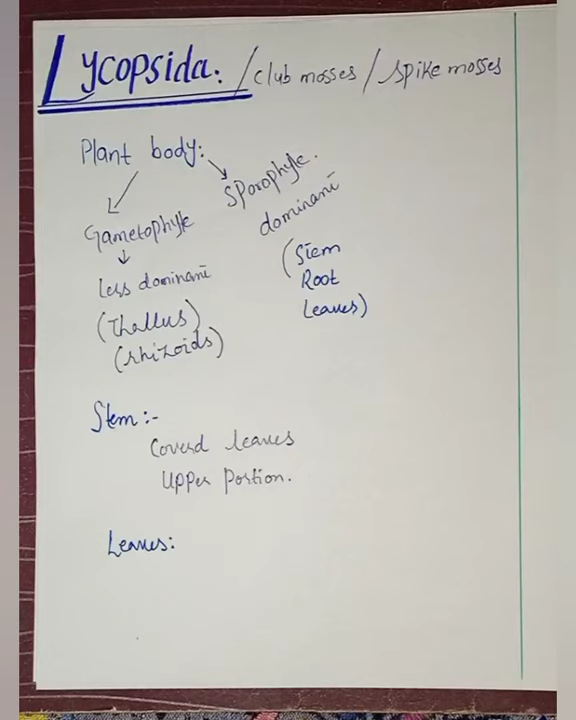 Lycopsida. / club mosses / spike mosses
Plant body:
Gametophyte
Less dominant
(Thallus)
(rhizoids)
Sporophyte.
dominant
(Stem
Root
Leaves)
Stem:-
Coverd leaves
Upper Portion.
Leaves: